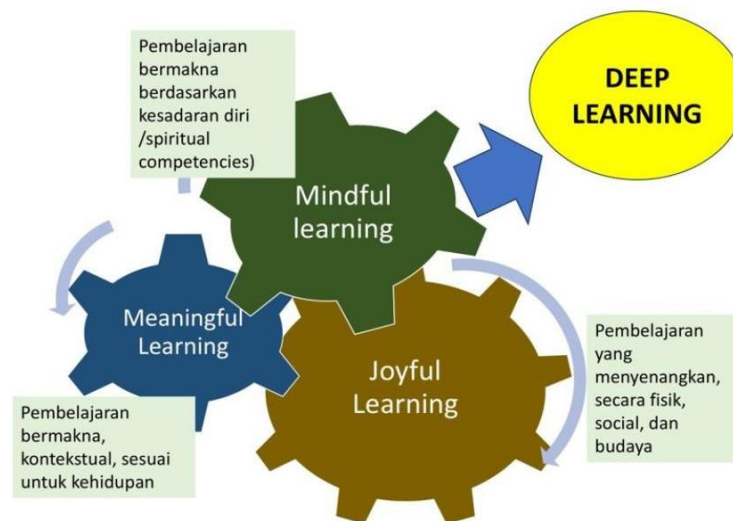 Pembelajaran
bermakna
berdasarkan
kesadaran diri
/spiritual
competencies)
DEEP
LEARNING
Mindful
learning
Meaningful
Learning
Joyful
Learning
Pembelajaran
yang
menyenangkan,
secara fisik,
social, dan
budaya
Pembelajaran
bermakna,
kontekstual, sesuai
untuk kehidupan